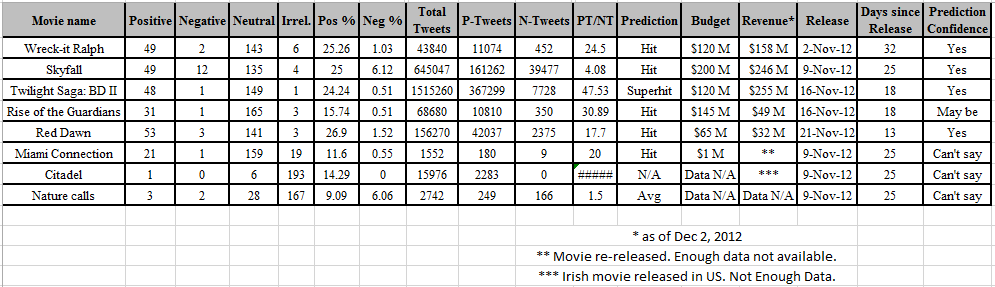 Movie name Positive Negative Neutral Irrel. Pos % Neg % Total Tweets P-Tweets N-Tweets PT/NT Prediction Budget Revenue* Release Days since Release Prediction Confidence
Wreck-it Ralph 49 2 143 6 25.26 1.03 43840 11074 452 24.5 Hit $120 M $158 M 2-Nov-12 32 Yes
Skyfall 49 12 135 4 25 6.12 645047 161262 39477 4.08 Hit $200 M $246 M 9-Nov-12 25 Yes
Twilight Saga: BD II 48 1 149 1 24.24 0.51 1515260 367299 7728 47.53 Superhit $120 M $255 M 16-Nov-12 18 Yes
Rise of the Guardians 31 1 165 3 15.74 0.51 68680 10810 350 30.89 Hit $145 M $49 M 16-Nov-12 18 May be
Red Dawn 53 3 141 3 26.9 1.52 156270 42037 2375 17.7 Hit $65 M $32 M 21-Nov-12 13 Yes
Miami Connection 21 1 159 19 11.6 0.55 1552 180 9 20 Hit $1 M ** 9-Nov-12 25 Can't say
Citadel 1 0 6 193 14.29 0 15976 2283 0 ##### N/A Data N/A *** 9-Nov-12 25 Can't say
Nature calls 3 2 28 167 9.09 6.06 2742 249 166 1.5 Avg Data N/A Data N/A 9-Nov-12 25 Can't say
* as of Dec 2, 2012
** Movie re-released. Enough data not available.
*** Irish movie released in US. Not Enough Data.